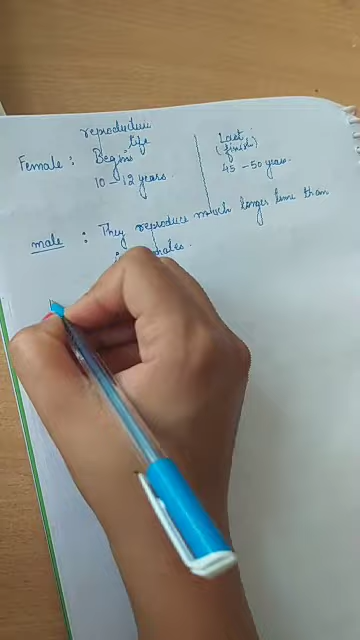 reproductive
life
Female : Begins
10 - 12 years.
Last
(finish)
45 - 50 years.
male : They reproduce much longer time than